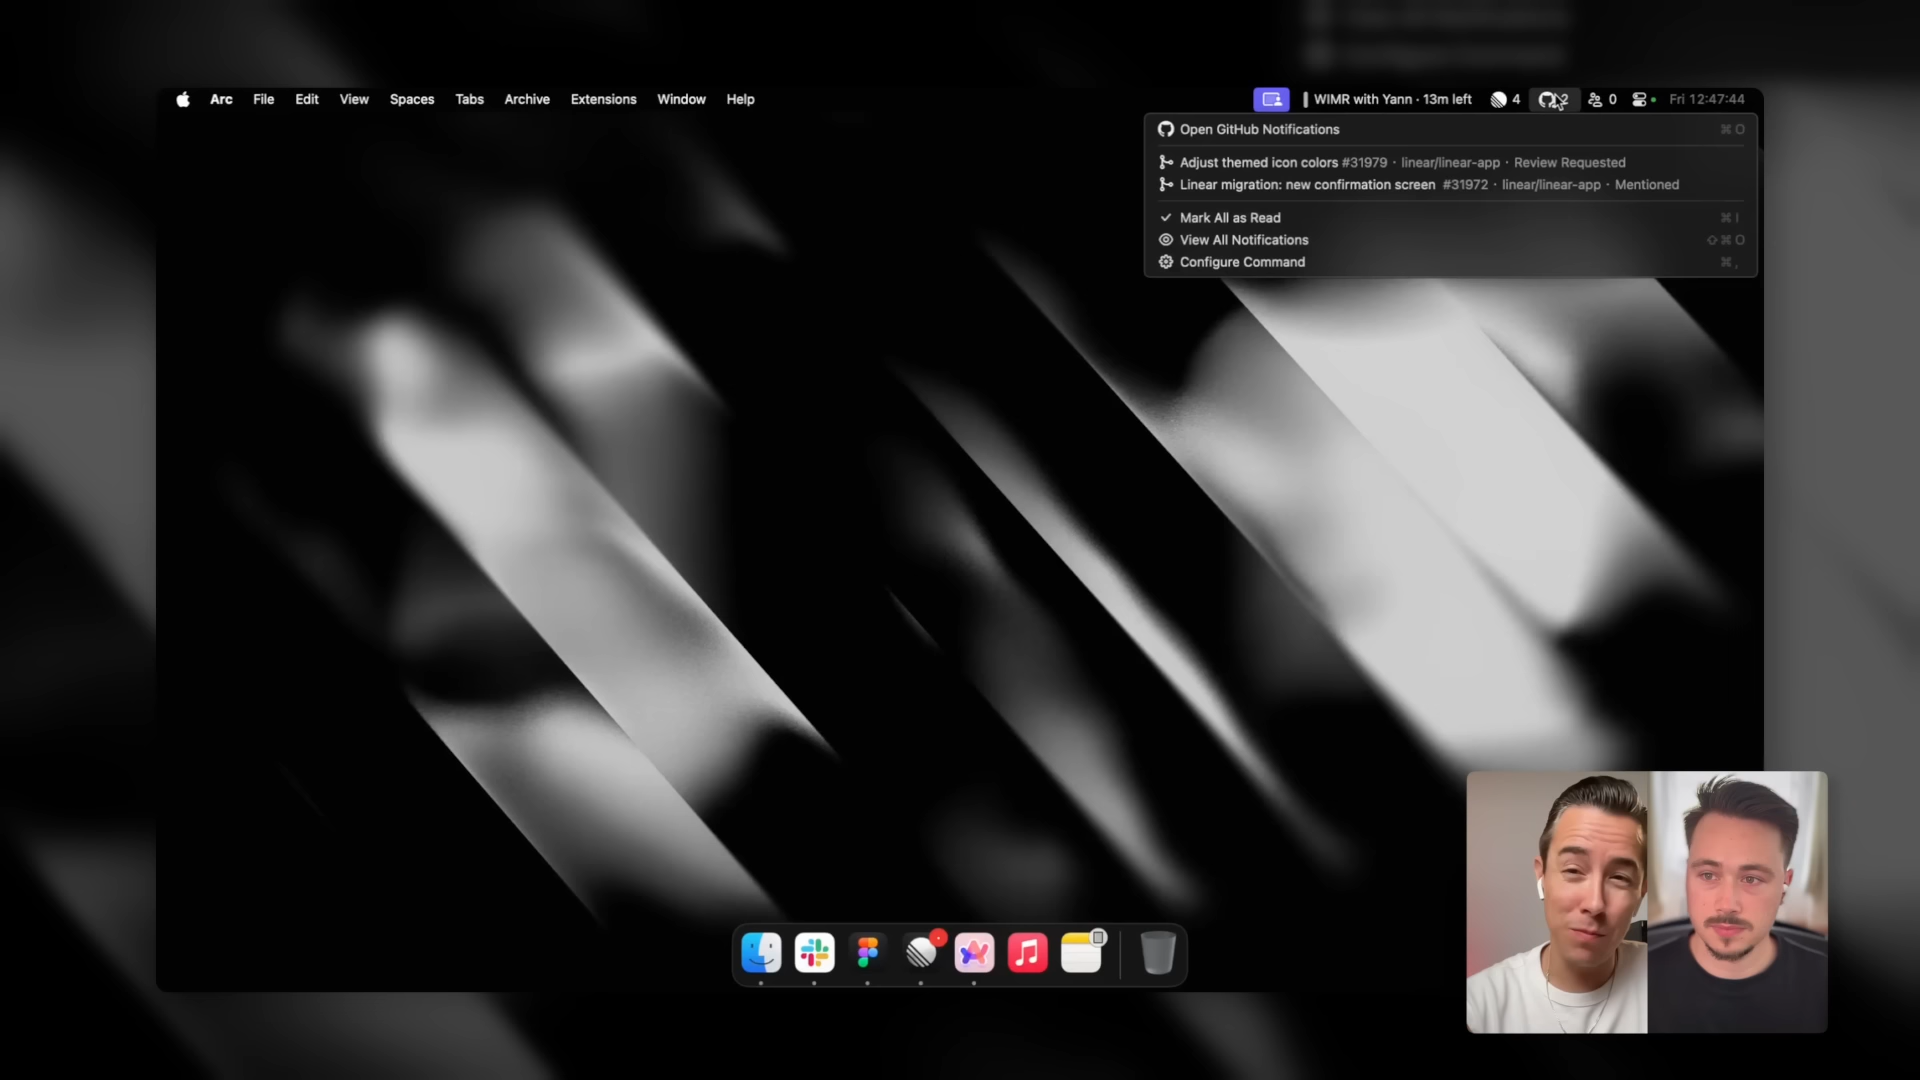 Arc File Edit View Spaces Tabs Archive Extensions Window Help
WIMR with Yann · 13m left 4 2 0 Fri 12:47:44
Open GitHub Notifications ⌘ O
Adjust themed icon colors #31979 · linear/linear-app · Review Requested
Linear migration: new confirmation screen #31972 · linear/linear-app · Mentioned
Mark All as Read ⌘ I
View All Notifications ⇧ ⌘ O
Configure Command ⌘ ,